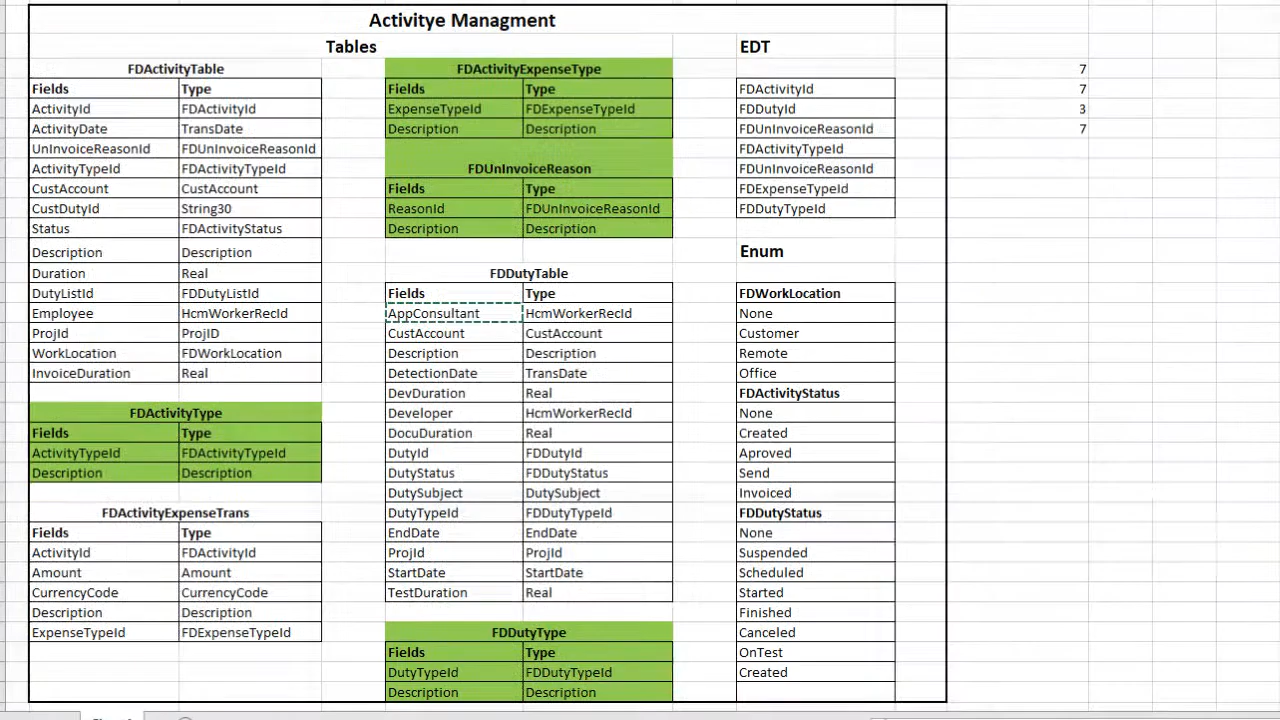 Activitye Managment
Tables
EDT
FDActivityTable
Fields Type
ActivityId FDActivityId
ActivityDate TransDate
UnInvoiceReasonId FDUnInvoiceReasonId
ActivityTypeId FDActivityTypeId
CustAccount CustAccount
CustDutyId String30
Status FDActivityStatus
Description Description
Duration Real
DutyListId FDDutyListId
Employee HcmWorkerRecId
ProjId ProjID
WorkLocation FDWorkLocation
InvoiceDuration Real
FDActivityType
Fields Type
ActivityTypeId FDActivityTypeId
Description Description
FDActivityExpenseTrans
Fields Type
ActivityId FDActivityId
Amount Amount
CurrencyCode CurrencyCode
Description Description
ExpenseTypeId FDExpenseTypeId
FDActivityExpenseType
Fields Type
ExpenseTypeId FDExpenseTypeId
Description Description
FDUnInvoiceReason
Fields Type
ReasonId FDUnInvoiceReasonId
Description Description
FDDutyTable
Fields Type
AppConsultant HcmWorkerRecId
CustAccount CustAccount
Description Description
DetectionDate TransDate
DevDuration Real
Developer HcmWorkerRecId
DocuDuration Real
DutyId FDDutyId
DutyStatus FDDutyStatus
DutySubject DutySubject
DutyTypeId FDDutyTypeId
EndDate EndDate
ProjId ProjId
StartDate StartDate
TestDuration Real
FDDutyType
Fields Type
DutyTypeId FDDutyTypeId
Description Description
FDActivityId
FDDutyId
FDUnInvoiceReasonId
FDActivityTypeId
FDUnInvoiceReasonId
FDExpenseTypeId
FDDutyTypeId
Enum
FDWorkLocation
None
Customer
Remote
Office
FDActivityStatus
None
Created
Aproved
Send
Invoiced
FDDutyStatus
None
Suspended
Scheduled
Started
Finished
Canceled
OnTest
Created
7
7
3
7